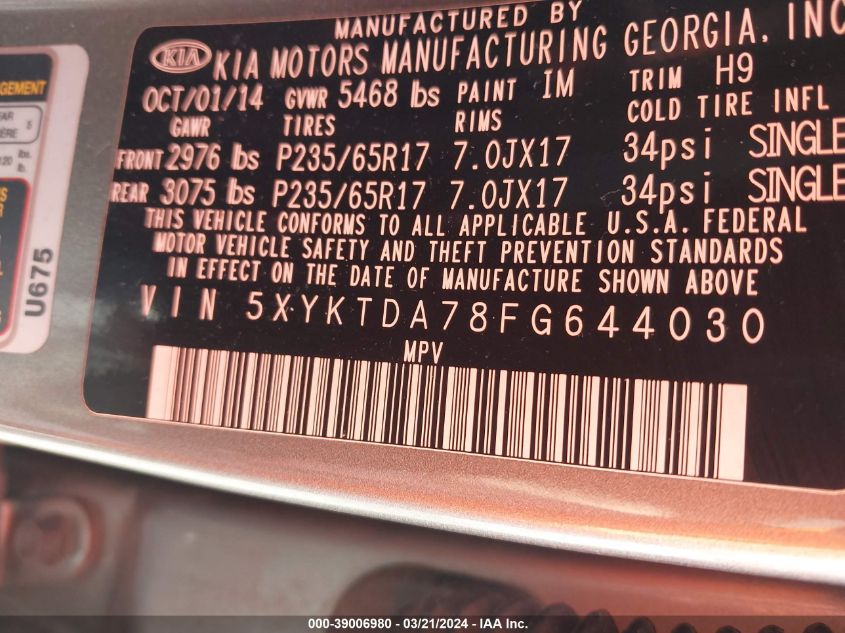 MANUFACTURED BY
KIA KIA MOTORS MANUFACTURING GEORGIA, INC
OCT/01/14 GVWR 5468 lbs PAINT IM TRIM H9
GAWR TIRES RIMS COLD TIRE INFL
FRONT 2976 lbs P235/65R17 7.0JX17 34psi SINGLE
REAR 3075 lbs P235/65R17 7.0JX17 34psi SINGLE
THIS VEHICLE CONFORMS TO ALL APPLICABLE U.S.A. FEDERAL
MOTOR VEHICLE SAFETY AND THEFT PREVENTION STANDARDS
IN EFFECT ON THE DATE OF MANUFACTURE SHOWN ABOVE
VIN 5XYKTDA78FG644030
MPV
U675
000-39006980 / 03/21/2024 - IAA Inc.